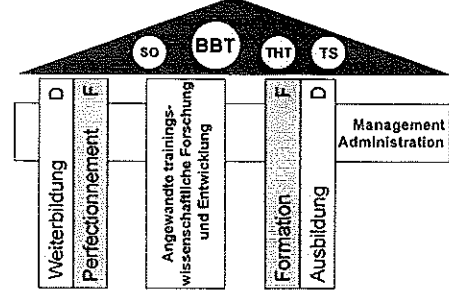 SO
BBT
THT
TS
Weiterbildung D
Perfectionnement F
Angewandte trainings-
wissenschaftliche Forschung
und Entwicklung
Formation F
Ausbildung D
Management
Administration